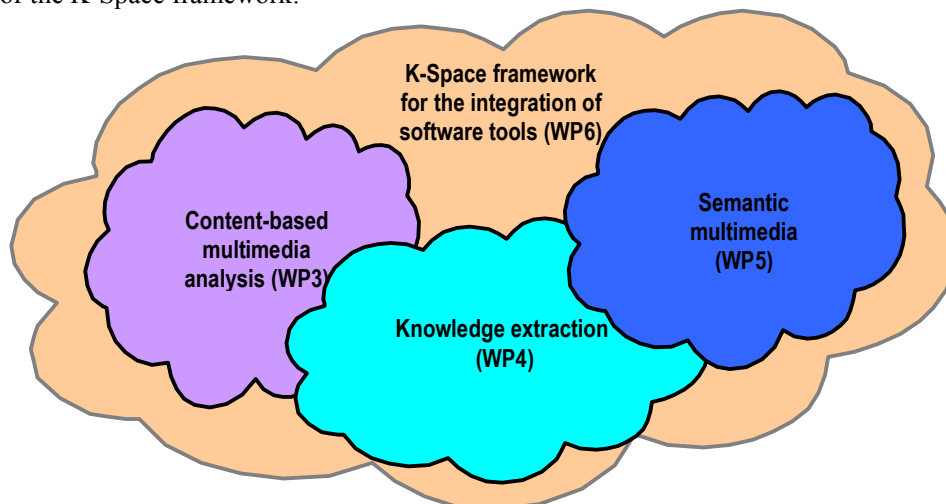 of the K-Space framework.
K-Space framework
for the integration of
software tools (WP6)
Content-based
multimedia
analysis (WP3)
Semantic
multimedia
(WP5)
Knowledge extraction
(WP4)